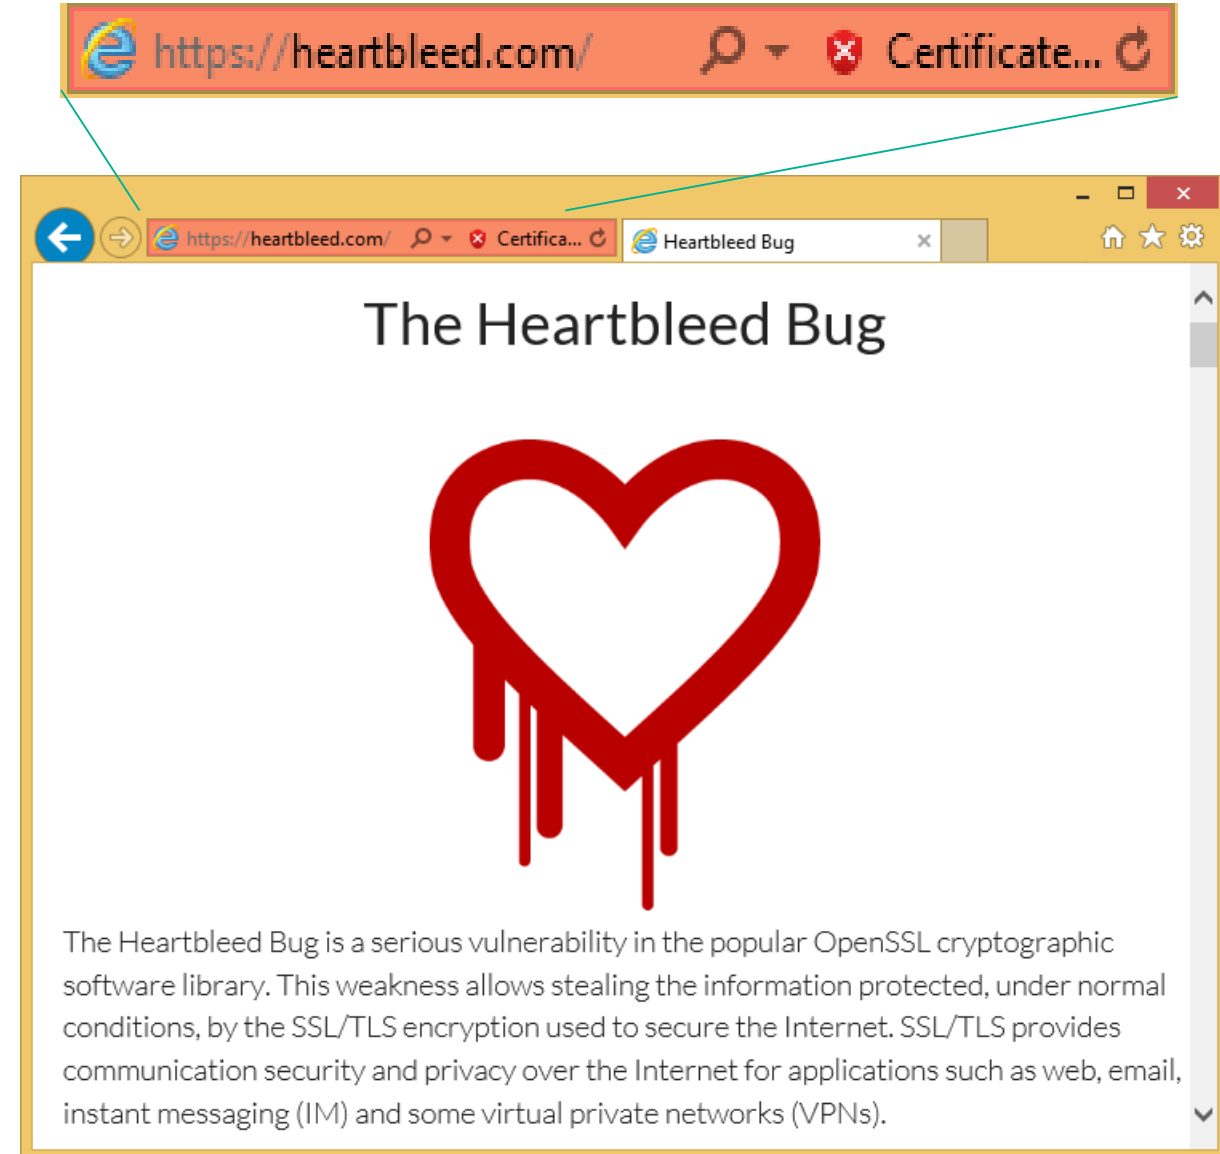 https://heartbleed.com/ Certificate...
https://heartbleed.com/ Certifica... Heartbleed Bug
The Heartbleed Bug
The Heartbleed Bug is a serious vulnerability in the popular OpenSSL cryptographic
software library. This weakness allows stealing the information protected, under normal
conditions, by the SSL/TLS encryption used to secure the Internet. SSL/TLS provides
communication security and privacy over the Internet for applications such as web, email,
instant messaging (IM) and some virtual private networks (VPNs).